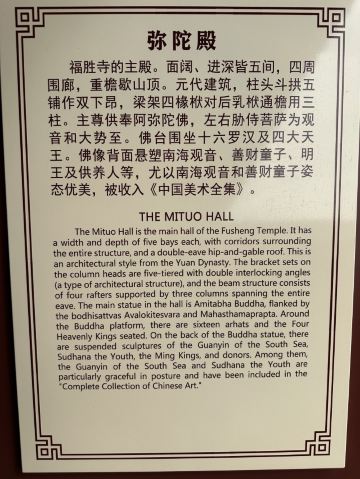 弥陀殿
福胜寺的主殿。面阔、进深皆五间，四周
围廊，重檐歇山顶。元代建筑，柱头斗拱五
铺作双下昂，梁架四椽栿对后乳栿通檐用三
柱。主尊供奉阿弥陀佛，左右胁侍菩萨为观
音和大势至。佛台围坐十六罗汉及四大天
王。佛像背面悬塑南海观音、善财童子、明
王及供养人等，尤以南海观音和善财童子姿
态优美，被收入《中国美术全集》。
THE MITUO HALL
The Mituo Hall is the main hall of the Fusheng Temple. It has
a width and depth of five bays each, with corridors surrounding
the entire structure, and a double-eave hip-and-gable roof. This is
an architectural style from the Yuan Dynasty. The bracket sets on
the column heads are five-tiered with double interlocking angles
(a type of architectural structure), and the beam structure consists
of four rafters supported by three columns spanning the entire
eave. The main statue in the hall is Amitabha Buddha, flanked by
the bodhisattvas Avalokitesvara and Mahasthamaprapta. Around
the Buddha platform, there are sixteen arhats and the Four
Heavenly Kings seated. On the back of the Buddha statue, there
are suspended sculptures of the Guanyin of the South Sea,
Sudhana the Youth, the Ming Kings, and donors. Among them,
the Guanyin of the South Sea and Sudhana the Youth are
particularly graceful in posture and have been included in the
"Complete Collection of Chinese Art."